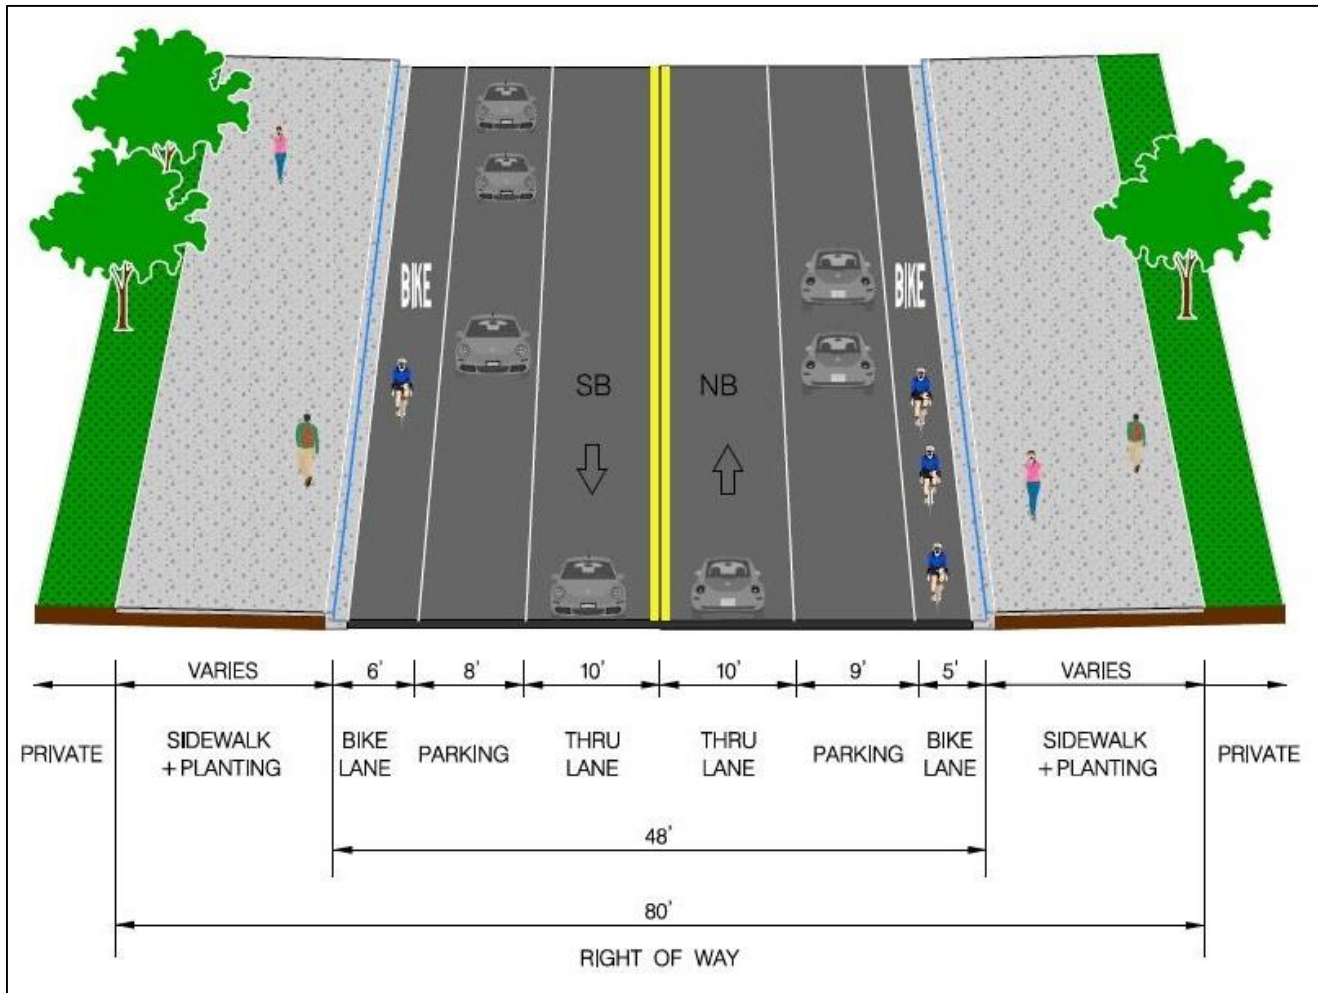 BIKE
BIKE
SB
NB
VARIES
6'
8'
10'
10'
9'
5'
VARIES
PRIVATE
SIDEWALK
+PLANTING
BIKE
LANE
PARKING
THRU
LANE
THRU
LANE
PARKING
BIKE
LANE
SIDEWALK
+PLANTING
PRIVATE
48'
80'
RIGHT OF WAY